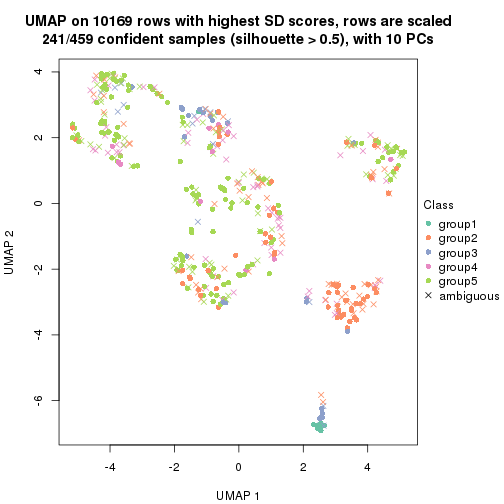 UMAP on 10169 rows with highest SD scores, rows are scaled
241/459 confident samples (silhouette > 0.5), with 10 PCs
4
2
0
-2
-4
-6
UMAP 2
-4
-2
0
2
4
UMAP 1
Class
group1
group2
group3
group4
group5
ambiguous